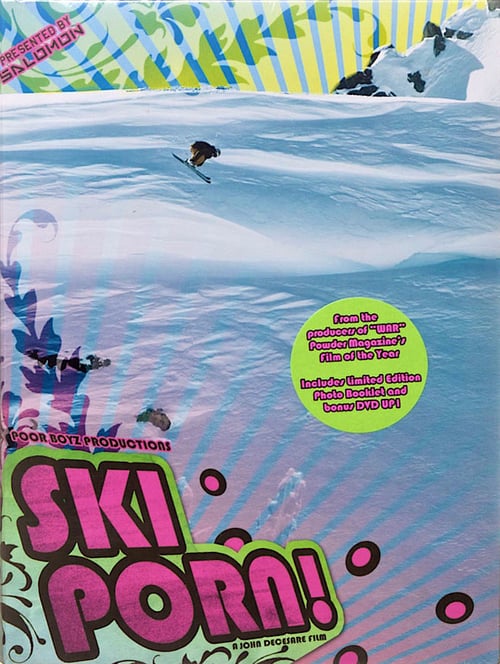 PRESENTED BY
SALOMON
From the
producers of "WAR"
Powder Magazine's
Film of the Year
Includes Limited Edition
Photo Booklet and
bonus DVD UP!
POOR BOYZ PRODUCTIONS
SKI
PORN!
A JOHN DECESARE FILM